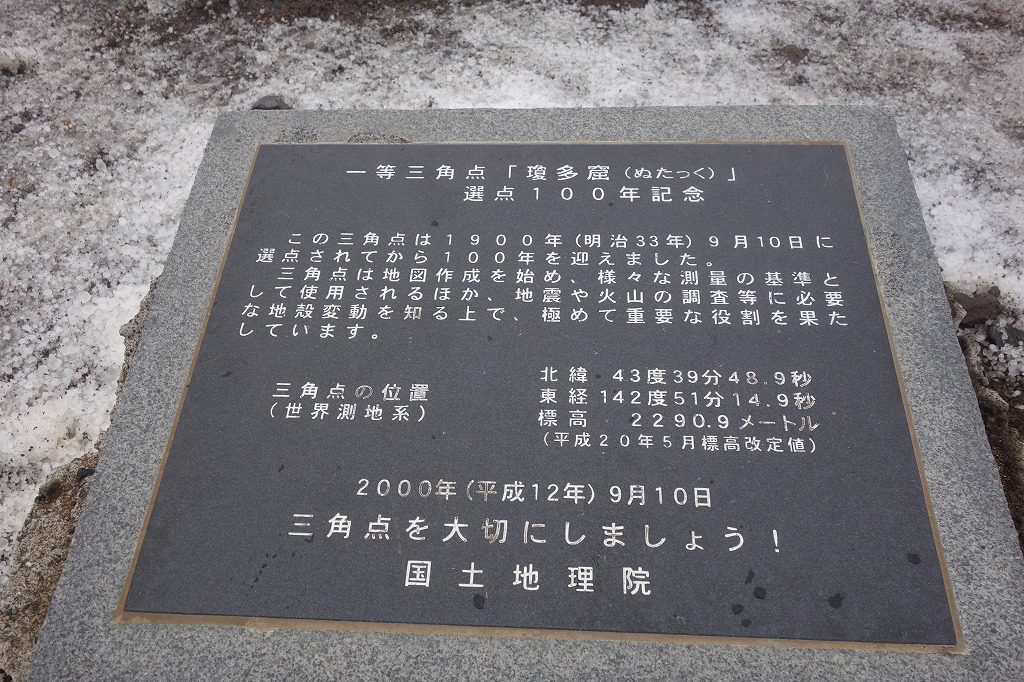 一等三角点「瓊多窟（ぬたっく）」
選点１００年記念
この三角点は１９００年（明治33年）９月10日に
選点されてから１００年を迎えました。
三角点は地図作成を始め、様々な測量の基準と
して使用されるほか、地震や火山の調査等に必要
な地殻変動を知る上で、極めて重要な役割を果た
しています。
三角点の位置
（世界測地系）
北緯　43度39分48.9秒
東経　142度51分14.9秒
標高　２２９０.９メートル
（平成２０年５月標高改定値）
２０００年（平成12年）９月10日
三角点を大切にしましょう！
国土地理院